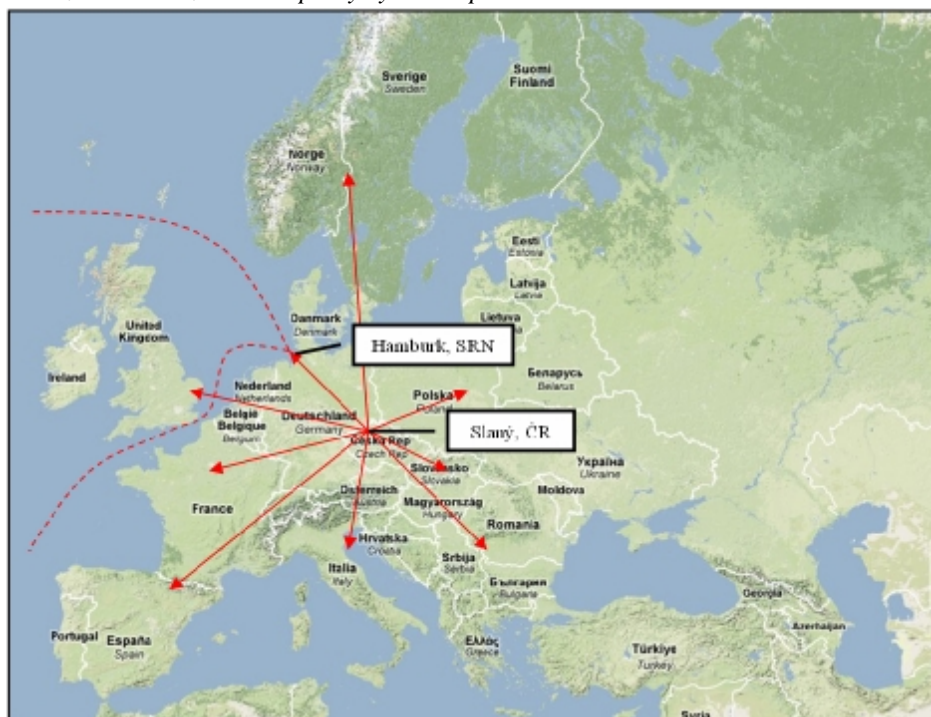 Sverige
Sweden
Suomi
Finland
Norge
Norway
Eesti
Estonia
Latvija
Latvia
Danmark
Denmark
Lietuva
United
Kingdom
Hamburk, SRN
Ireland
Беларусь
Belarus
Nederland
Netherlands
Polska
Poland
België
Belgique
Belgium
Deutschland
Germany
Slaný, ČR
Česká Rep
Czech Rep
Slovensko
Slovakia
Україна
Ukraine
Österreich
Austria
Magyarország
Hungary
Moldova
France
Romania
Hrvatska
Croatia
Srbija
Serbia
Italia
Italy
България
Bulgaria
Georgia
Azerbaijan
Portugal
España
Spain
Ελλάς
Greece
Türkiye
Turkey
Syria